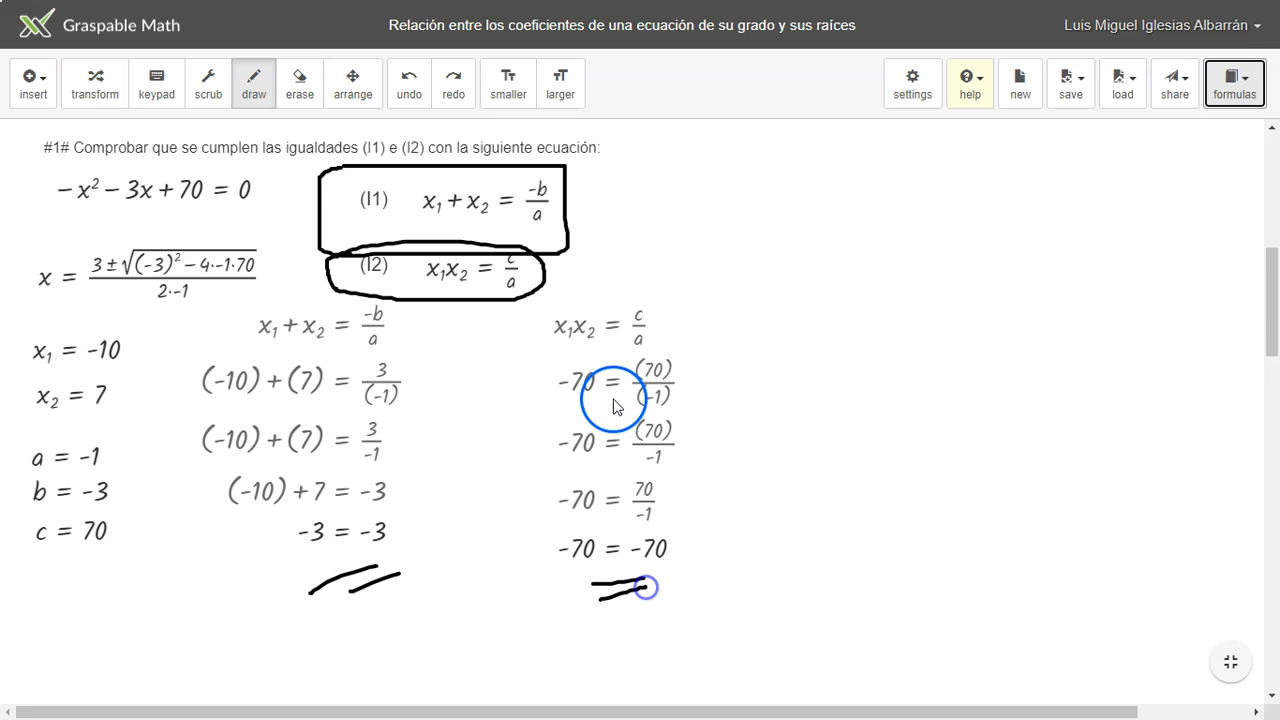 Graspable Math
Relación entre los coeficientes de una ecuación de su grado y sus raíces
Luis Miguel Iglesias Albarrán
insert transform keypad scrub draw erase arrange undo redo smaller larger settings help new save load share formulas
#1# Comprobar que se cumplen las igualdades (I1) e (I2) con la siguiente ecuación:
−x² − 3x + 70 = 0
(I1) x₁ + x₂ = -b/a
x = (3 ± √((-3)² − 4·-1·70))/(2·-1)
(I2) x₁x₂ = c/a
x₁ = -10
x₂ = 7
a = -1
b = -3
c = 70
x₁ + x₂ = -b/a
(-10) + (7) = 3/(-1)
(-10) + (7) = 3/-1
(-10) + 7 = -3
-3 = -3
x₁x₂ = c/a
-70 = (70)/(-1)
-70 = (70)/-1
-70 = 70/-1
-70 = -70